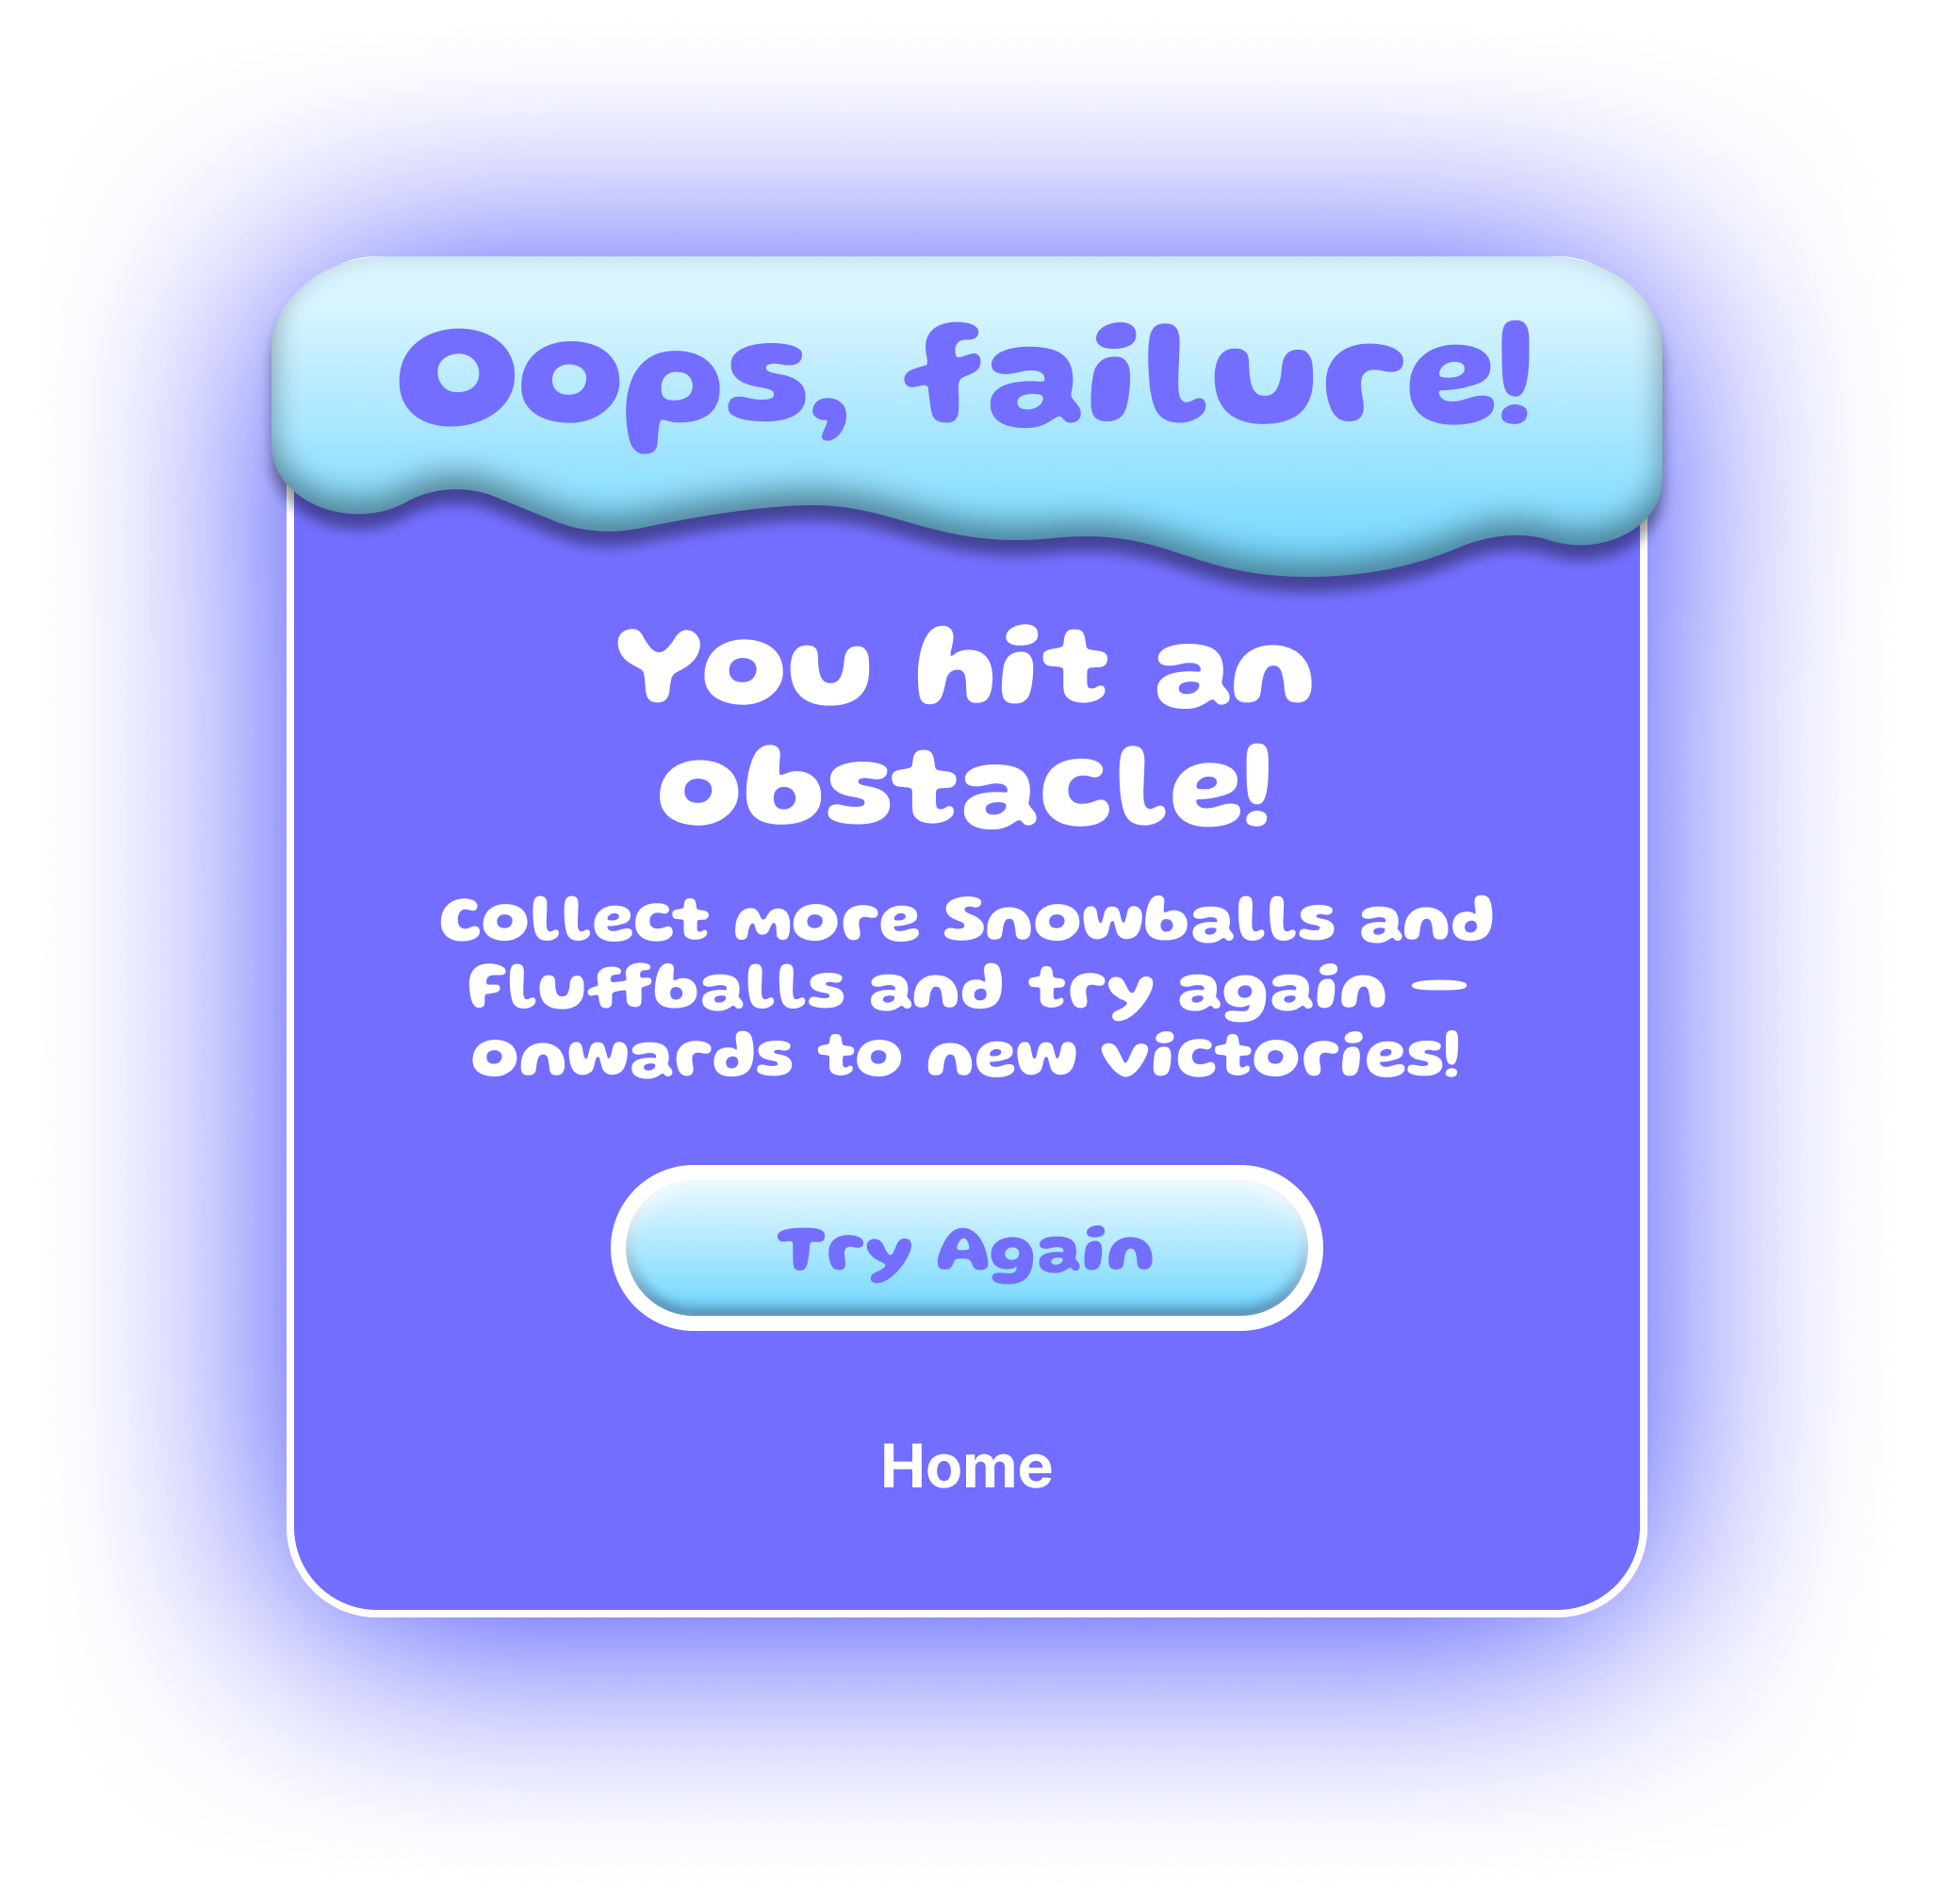 Oops, failure!
You hit an
obstacle!
Collect more Snowballs and
Fluffballs and try again —
onwards to new victories!
Try Again
Home